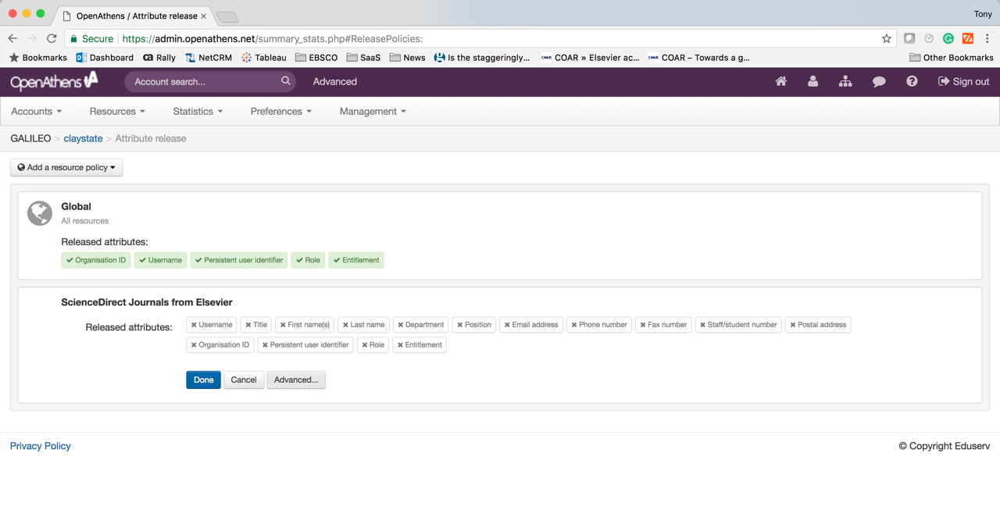 OpenAthens / Attribute release
Tony
Secure https://admin.openathens.net/summary_stats.php#ReleasePolicies:
Bookmarks Dashboard Rally NetCRM Tableau EBSCO SaaS News Is the staggeringly... COAR » Elsevier ac... COAR – Towards a g... Other Bookmarks
OpenAthens Account search... Advanced Sign out
Accounts Resources Statistics Preferences Management
GALILEO > claystate > Attribute release
Add a resource policy
Global
All resources
Released attributes:
Organisation ID Username Persistent user identifier Role Entitlement
ScienceDirect Journals from Elsevier
Released attributes: Username Title First name(s) Last name Department Position Email address Phone number Fax number Staff/student number Postal address
Organisation ID Persistent user identifier Role Entitlement
Done Cancel Advanced...
Privacy Policy © Copyright Eduserv